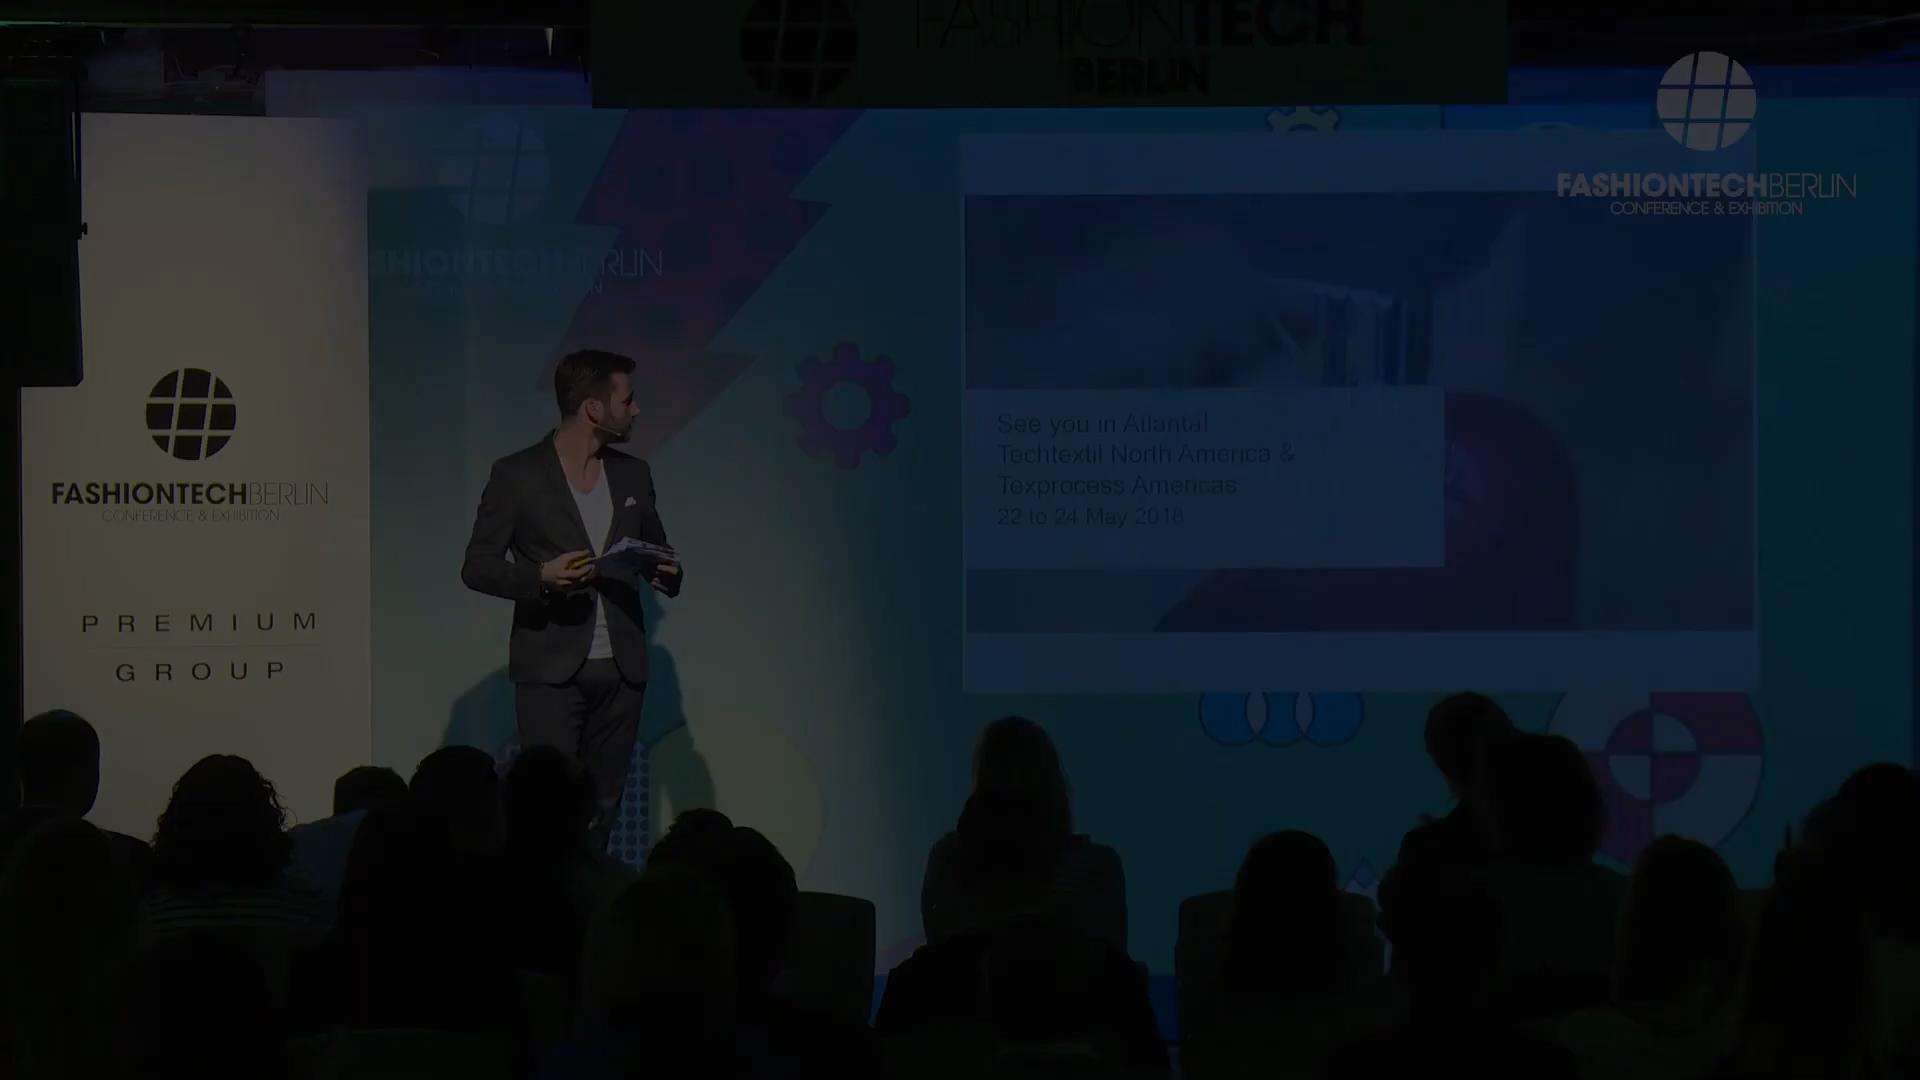 FASHIONTECH
BERLIN
FASHIONTECHBERLIN
CONFERENCE & EXHIBITION
HIONTECHBERLIN
FASHIONTECHBERLIN
CONFERENCE & EXHIBITION
PREMIUM
GROUP
See you in Atlanta!
Techtextil North America &
Texprocess Americas
22 to 24 May 2018